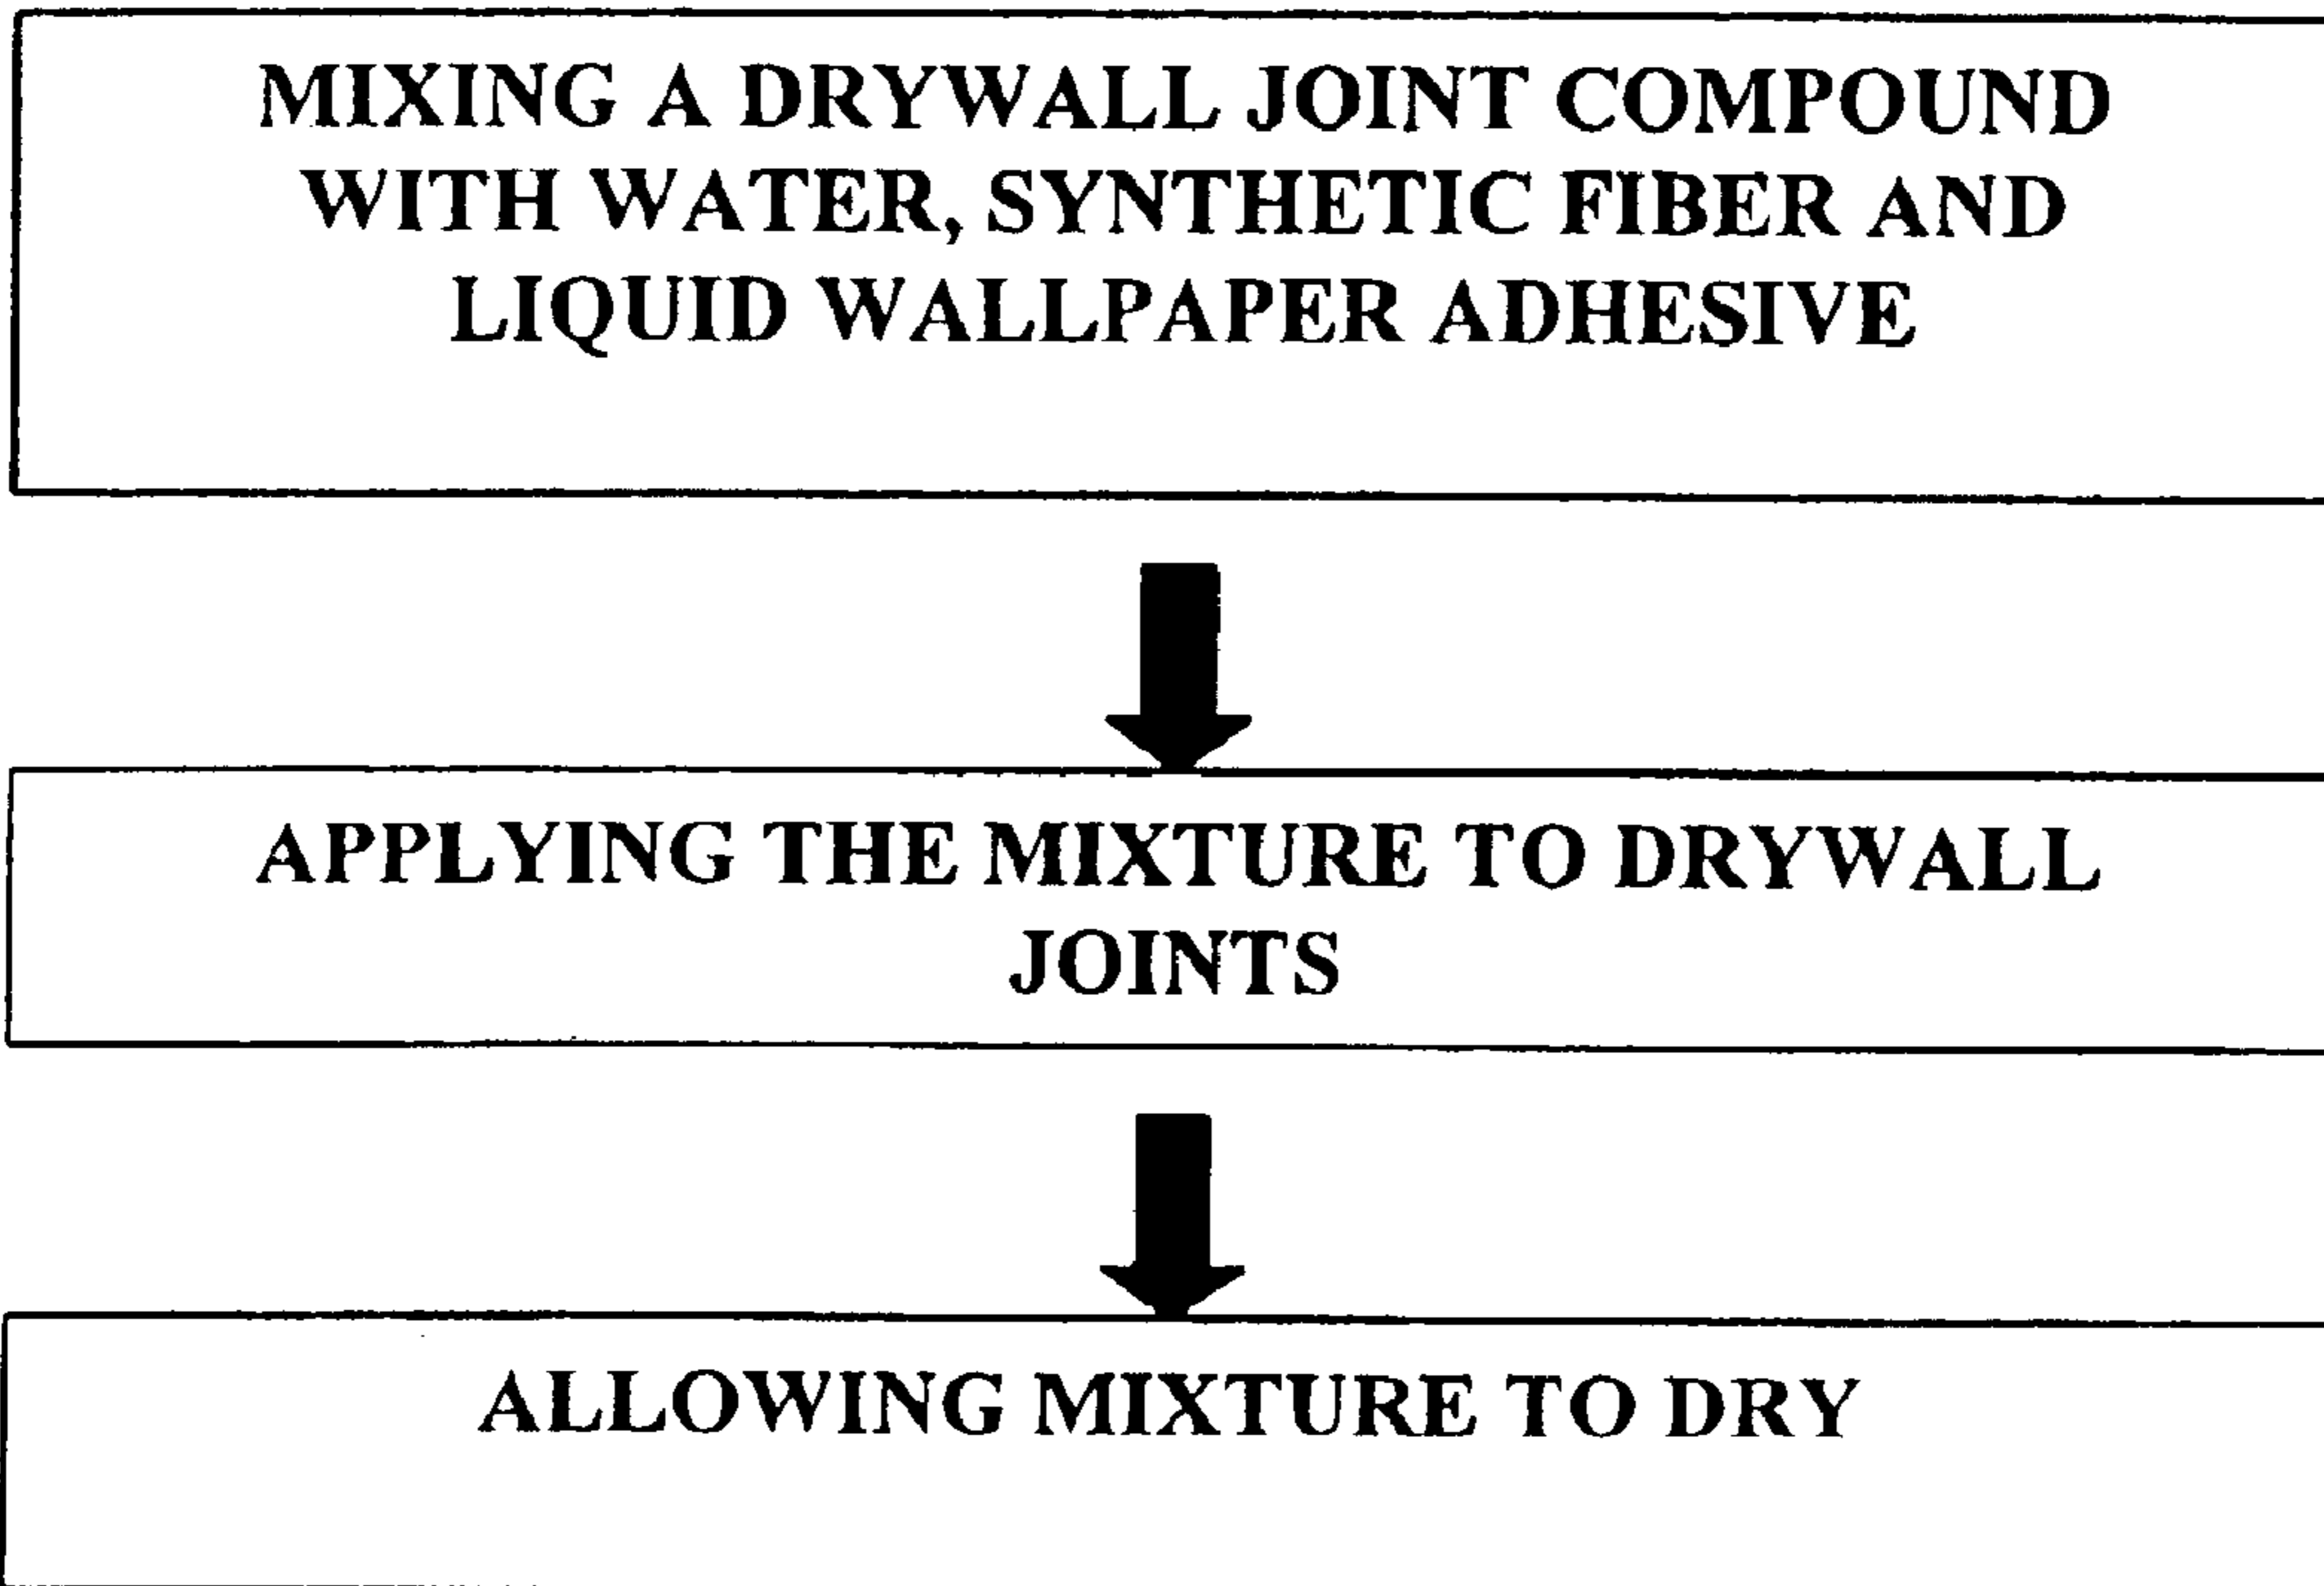 MIXING A DRYWALL JOINT COMPOUND
WITH WATER, SYNTHETIC FIBER AND
LIQUID WALLPAPER ADHESIVE
APPLYING THE MIXTURE TO DRYWALL
JOINTS
ALLOWING MIXTURE TO DRY